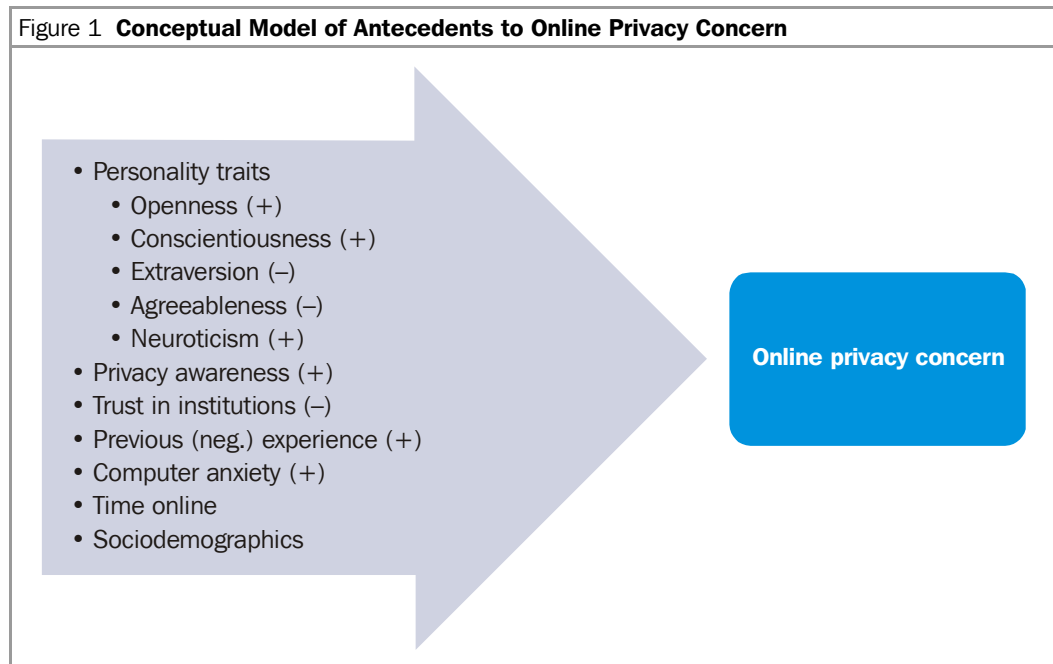 Figure 1 Conceptual Model of Antecedents to Online Privacy Concern
• Personality traits
• Openness (+)
• Conscientiousness (+)
• Extraversion (–)
• Agreeableness (–)
• Neuroticism (+)
• Privacy awareness (+)
• Trust in institutions (–)
• Previous (neg.) experience (+)
• Computer anxiety (+)
• Time online
• Sociodemographics
Online privacy concern